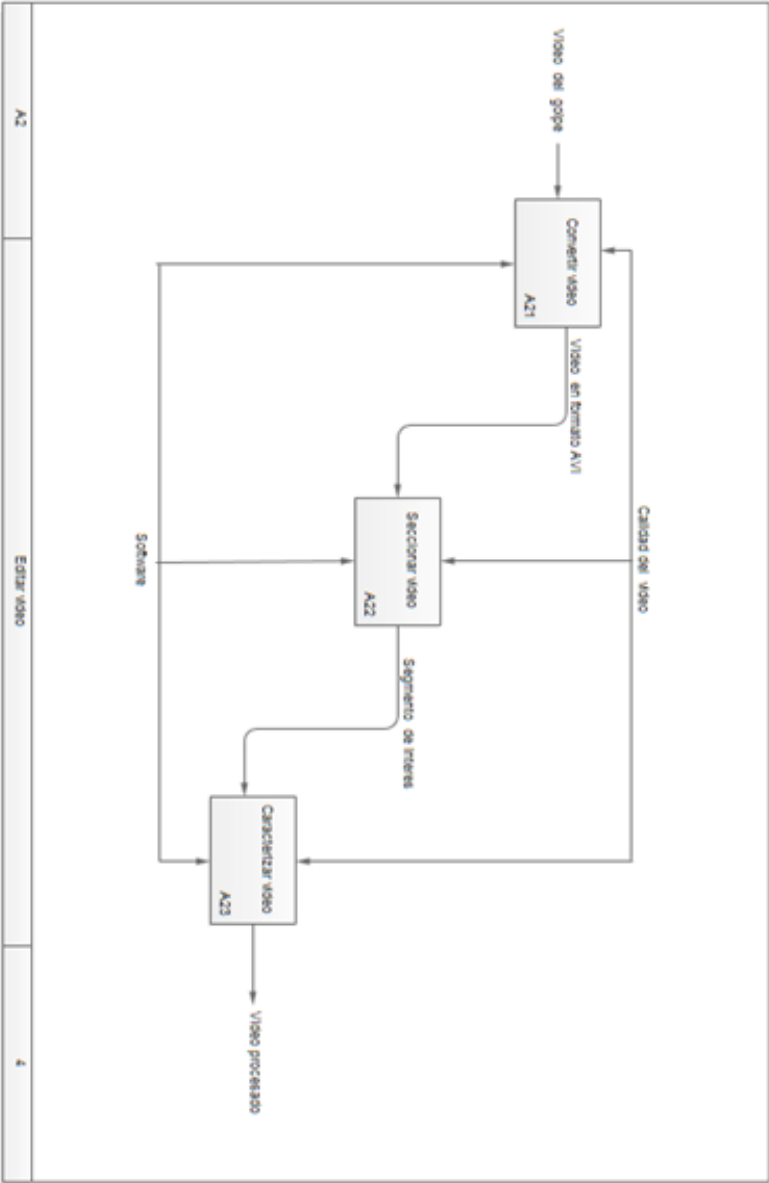 Calidad del video
Video del golpe
Convertir video
A21
Video en formato AVI
Seccionar video
A22
Segmento de interes
Caracterizar video
A23
Video procesado
Software
A2
Editar video
4